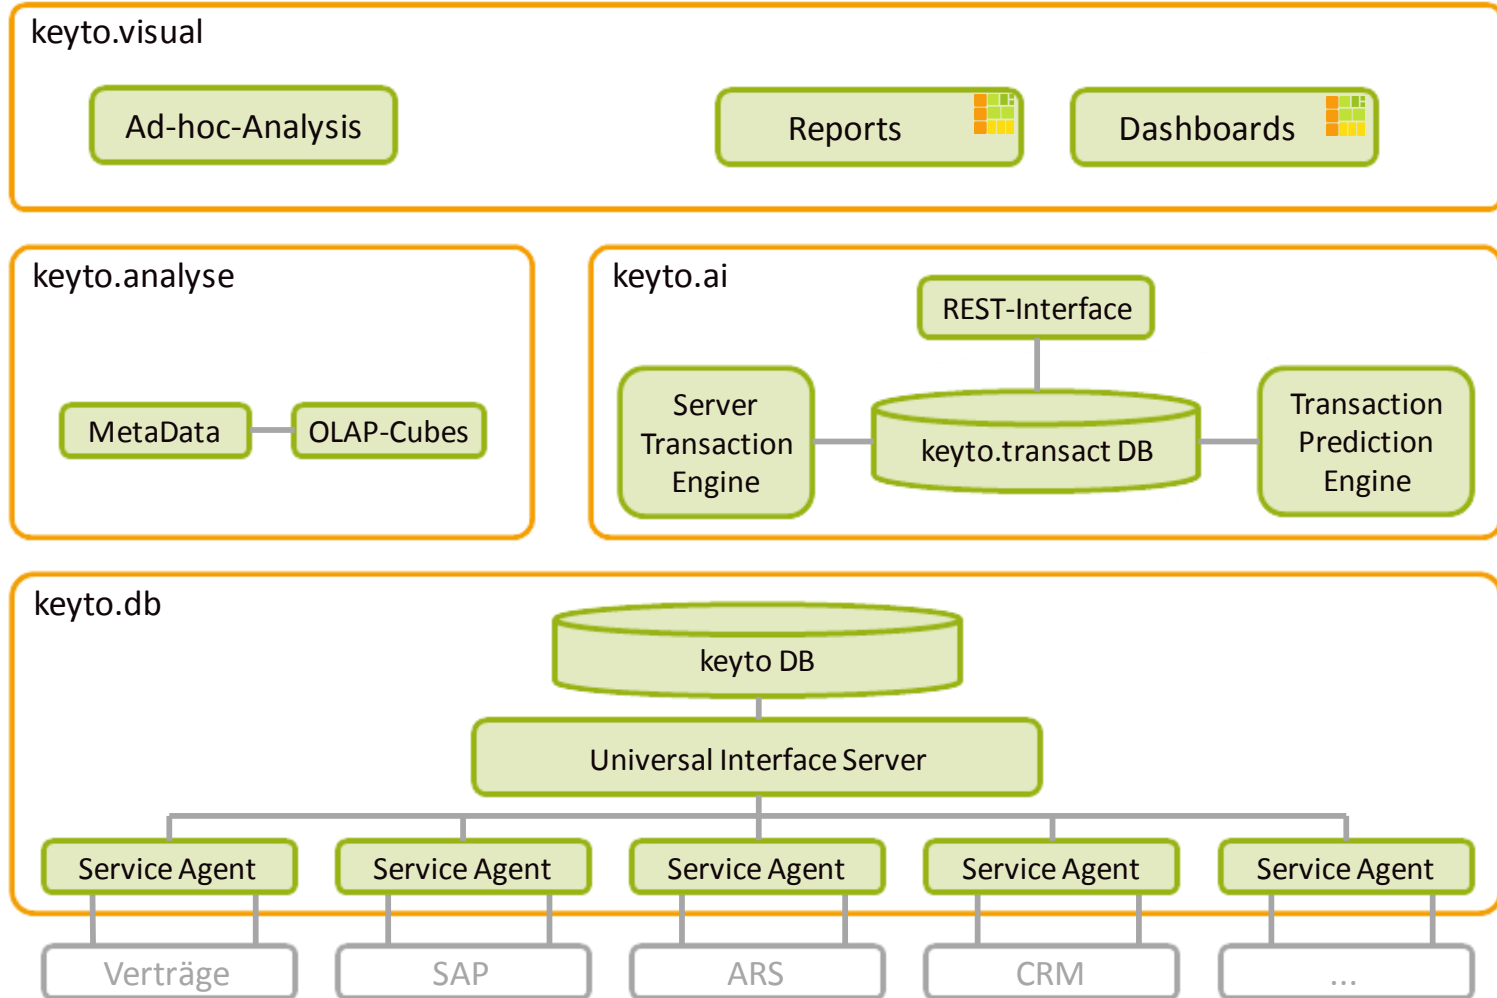 keyto.visual
Ad-hoc-Analysis
Reports
Dashboards
keyto.analyse
MetaData
OLAP-Cubes
keyto.ai
REST-Interface
Server
Transaction
Engine
keyto.transact DB
Transaction
Prediction
Engine
keyto.db
keyto DB
Universal Interface Server
Service Agent
Service Agent
Service Agent
Service Agent
Service Agent
Verträge
SAP
ARS
CRM
...